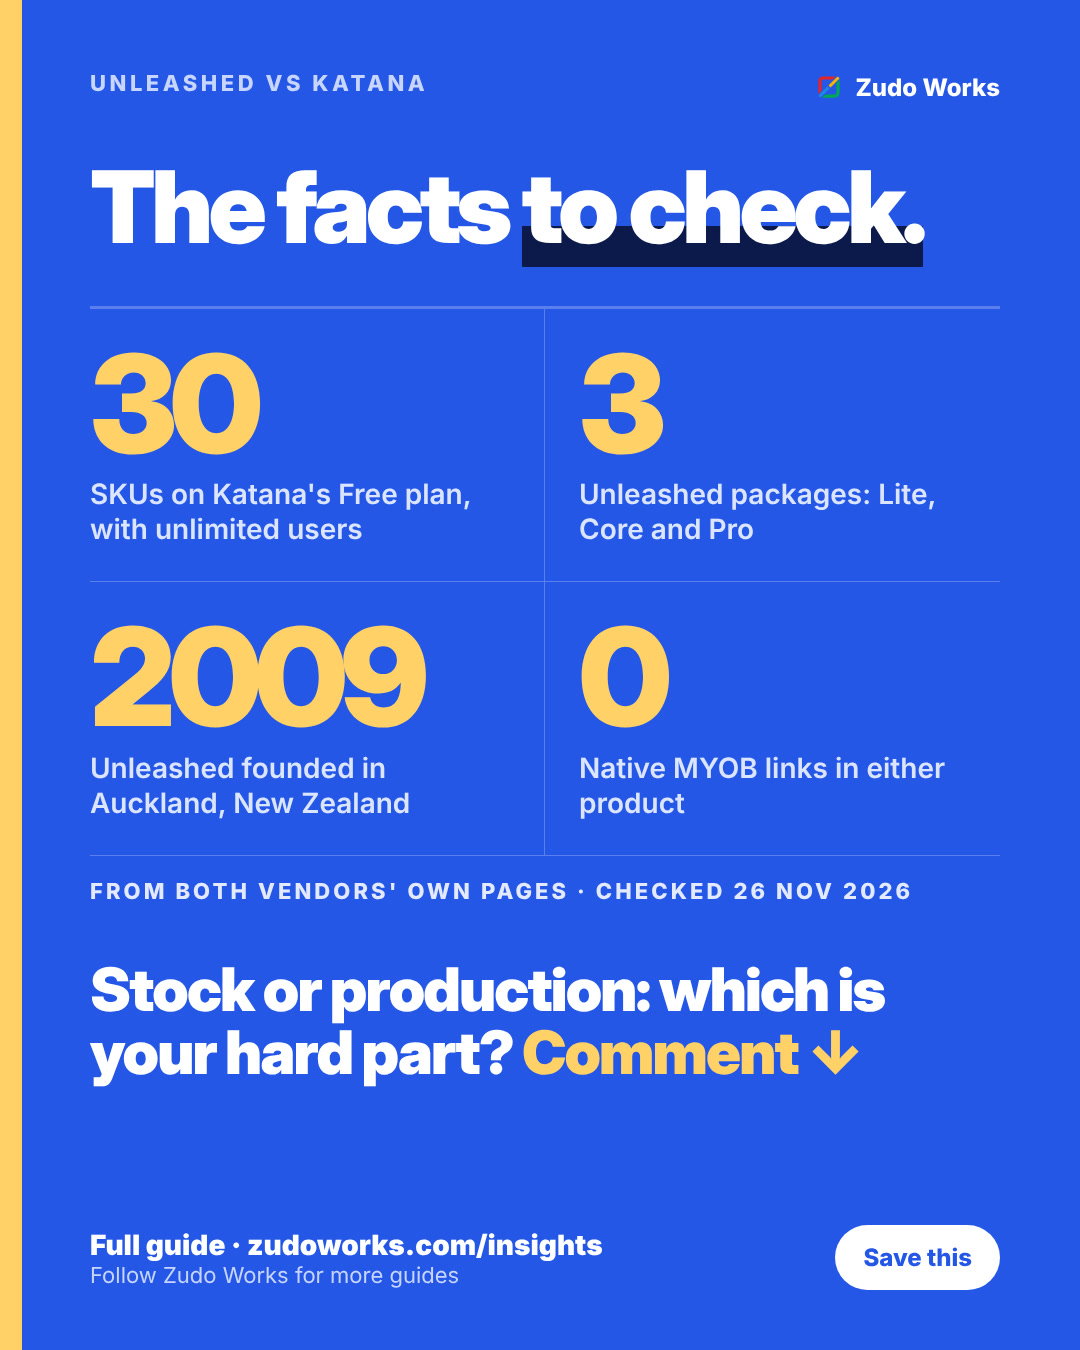 UNLEASHED VS KATANA
Zudo Works
The facts to check.
30
SKUs on Katana's Free plan,
with unlimited users
3
Unleashed packages: Lite,
Core and Pro
2009
Unleashed founded in
Auckland, New Zealand
0
Native MYOB links in either
product
FROM BOTH VENDORS' OWN PAGES · CHECKED 26 NOV 2026
Stock or production: which is
your hard part? Comment ↓
Full guide · zudoworks.com/insights
Follow Zudo Works for more guides
Save this